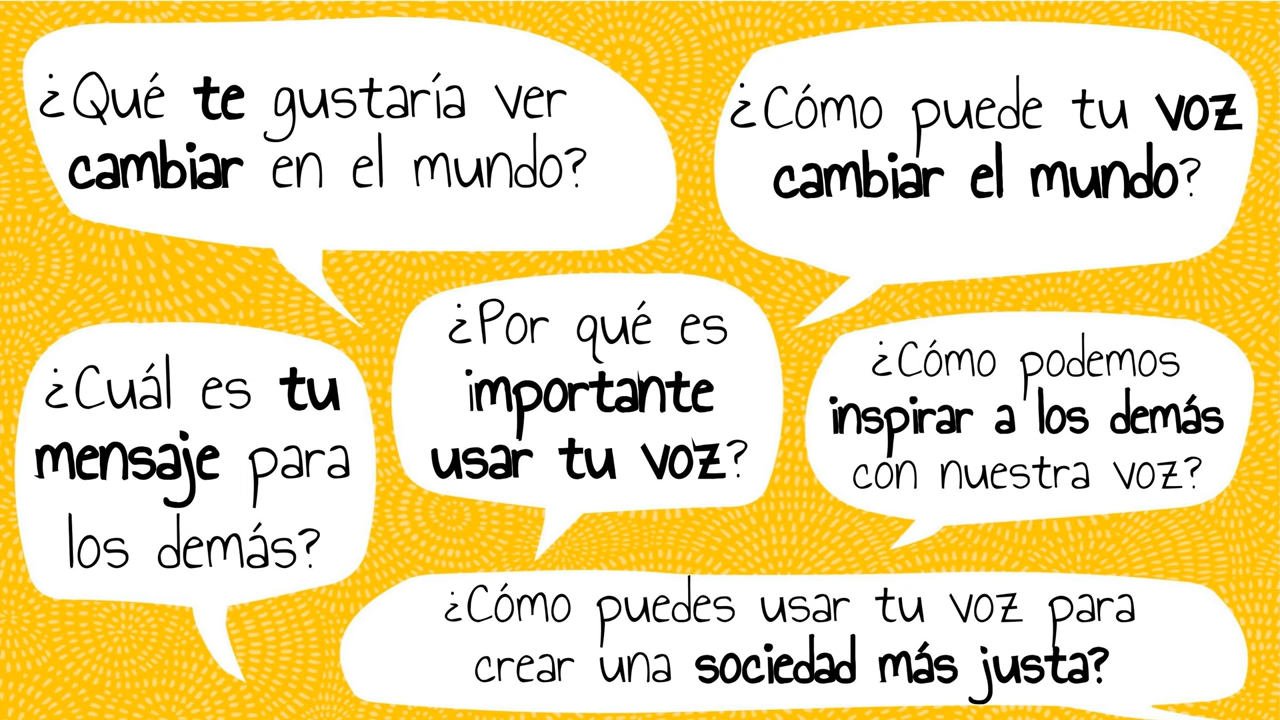 ¿Qué te gustaría ver
cambiar en el mundo?
¿Cómo puede tu voz
cambiar el mundo?
¿Cuál es tu
mensaje para
los demás?
¿Por qué es
importante
usar tu voz?
¿Cómo podemos
inspirar a los demás
con nuestra voz?
¿Cómo puedes usar tu voz para
crear una sociedad más justa?